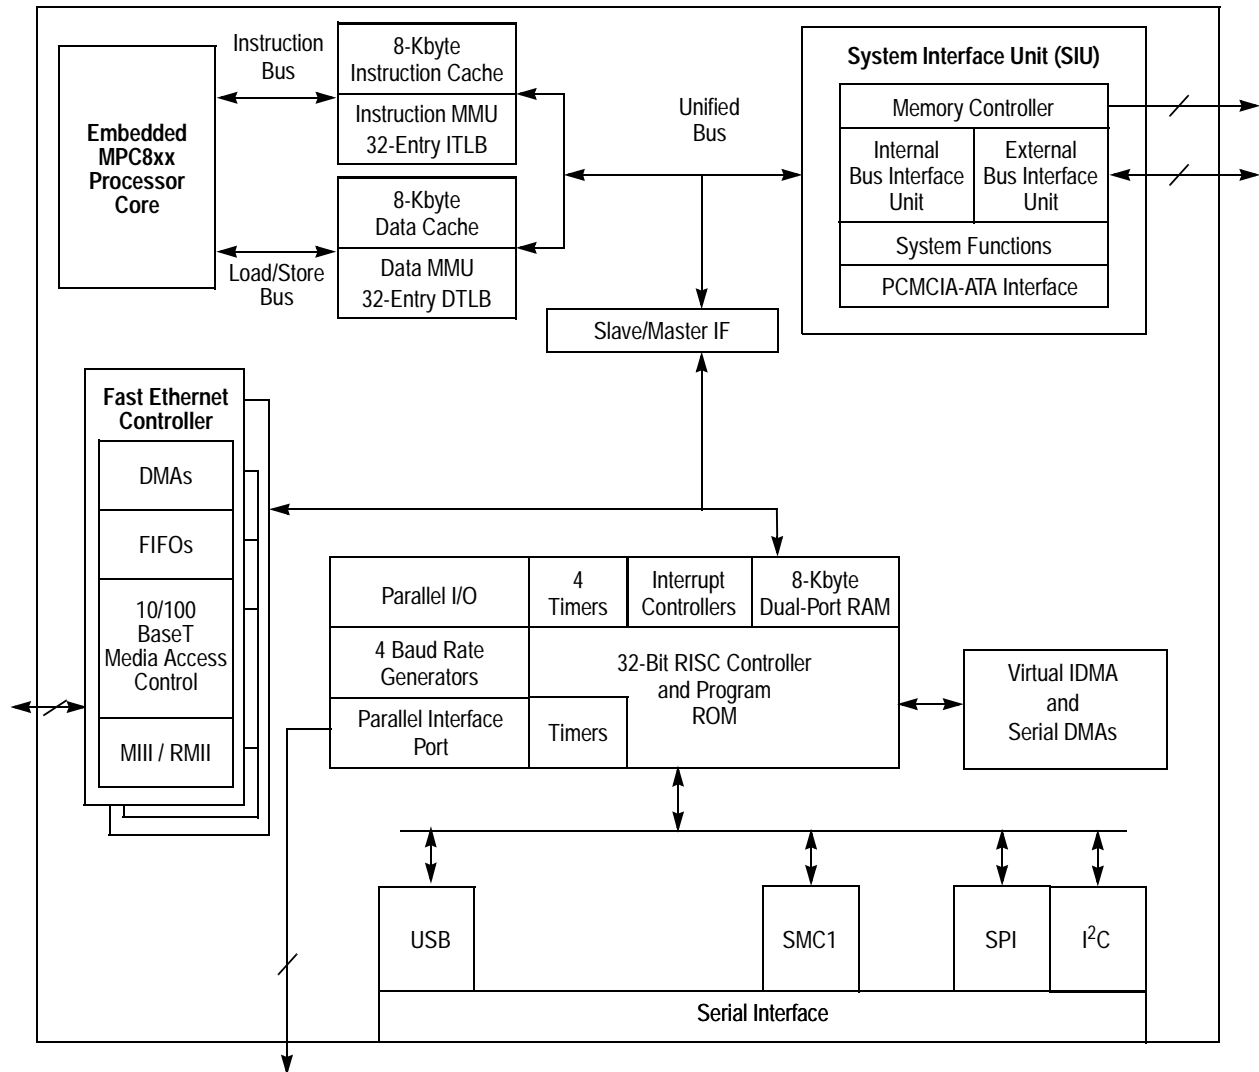 Instruction
Bus
8-Kbyte
Instruction Cache
Instruction MMU
32-Entry ITLB
Embedded
MPC8xx
Processor
Core
8-Kbyte
Data Cache
Data MMU
32-Entry DTLB
Load/Store
Bus
Unified
Bus
System Interface Unit (SIU)
Memory Controller
Internal
Bus Interface
Unit
External
Bus Interface
Unit
System Functions
PCMCIA-ATA Interface
Slave/Master IF
Fast Ethernet
Controller
DMAs
FIFOs
10/100
BaseT
Media Access
Control
MIII / RMII
Parallel I/O
4
Timers
Interrupt
Controllers
8-Kbyte
Dual-Port RAM
4 Baud Rate
Generators
32-Bit RISC Controller
and Program
ROM
Parallel Interface
Port
Timers
Virtual IDMA
and
Serial DMAs
USB
SMC1
SPI
I²C
Serial Interface